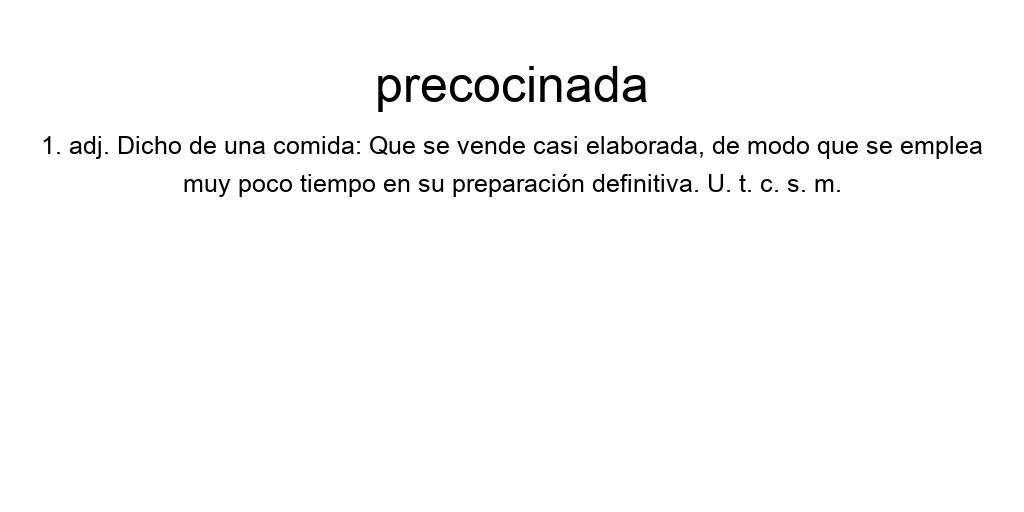 precocinada
1. adj. Dicho de una comida: Que se vende casi elaborada, de modo que se emplea
muy poco tiempo en su preparación definitiva. U. t. c. s. m.